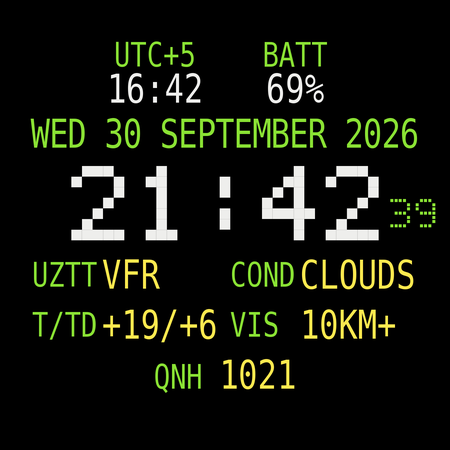 UTC+5 BATT
16:42 69%
WED 30 SEPTEMBER 2026
21:42 39
UZTT VFR COND CLOUDS
T/TD +19/+6 VIS 10KM+
QNH 1021